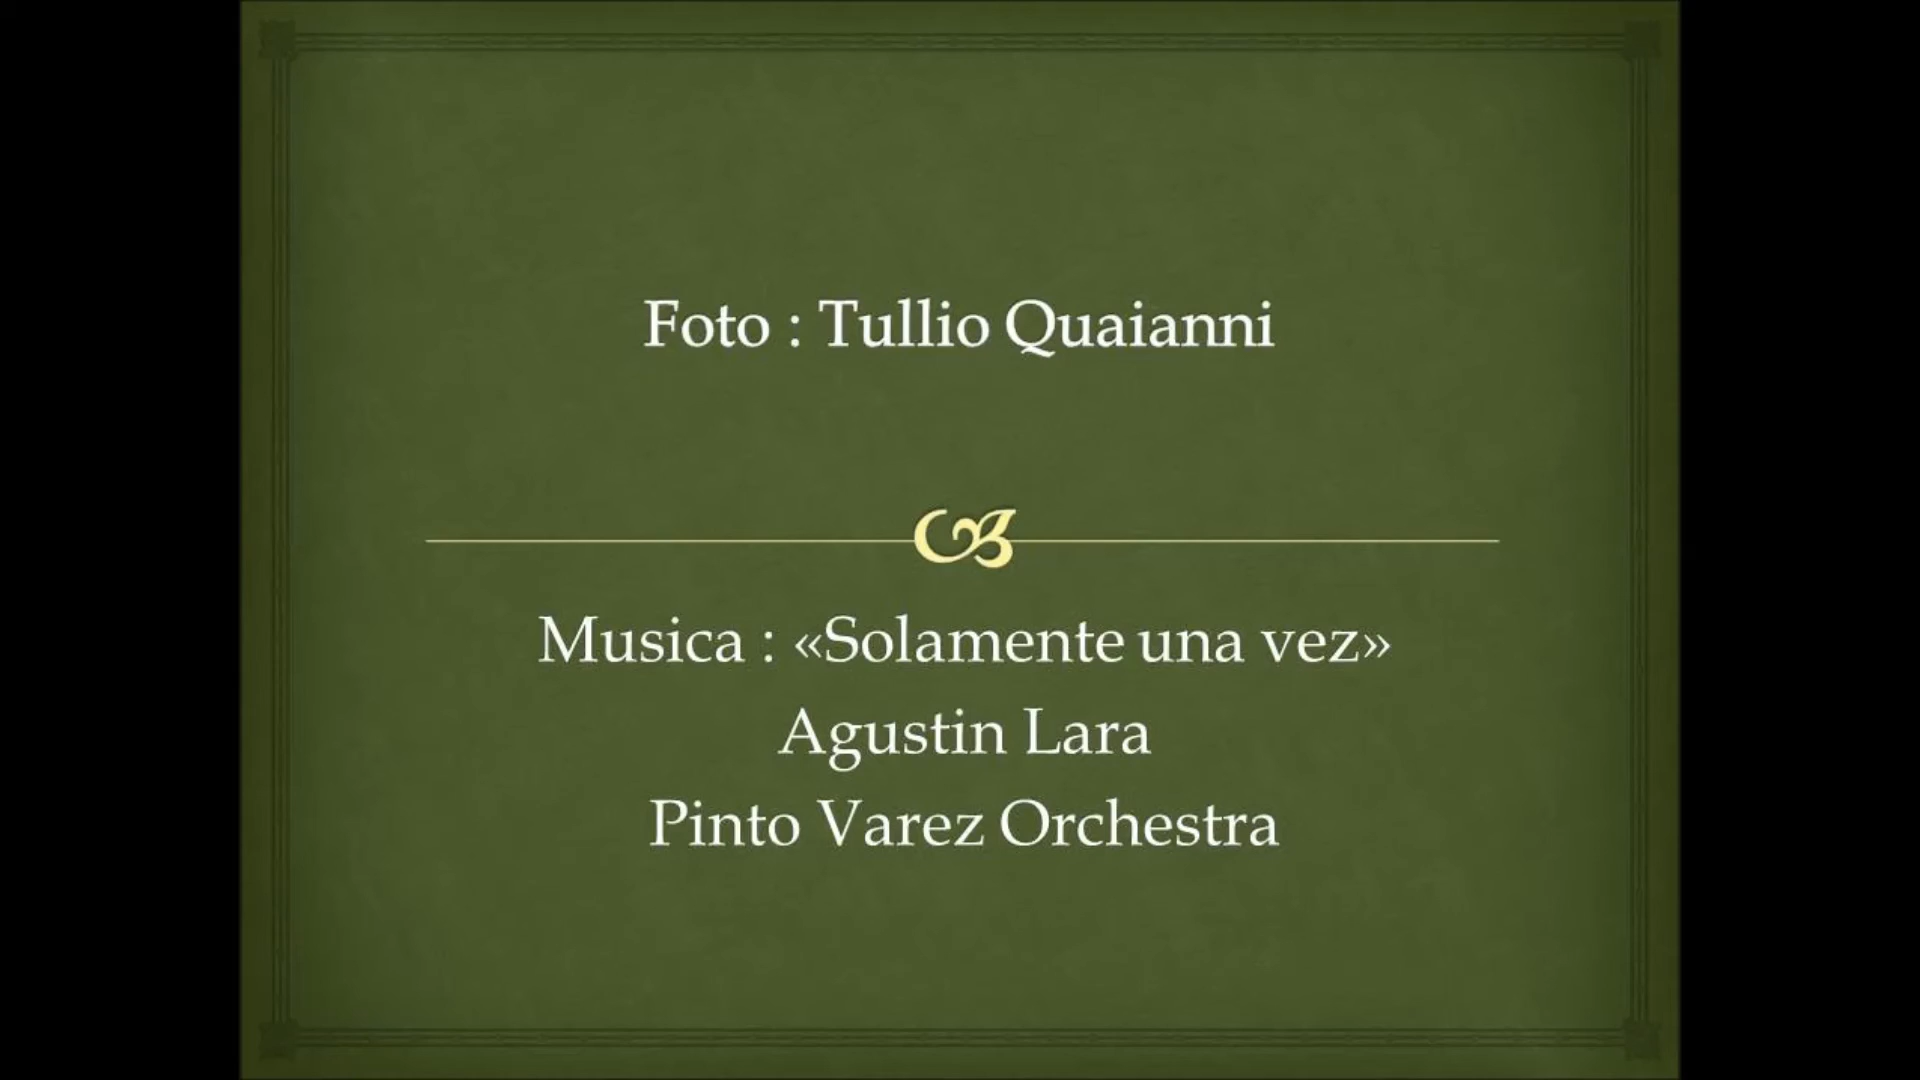 Foto : Tullio Quaianni
Musica : «Solamente una vez»
Agustin Lara
Pinto Varez Orchestra